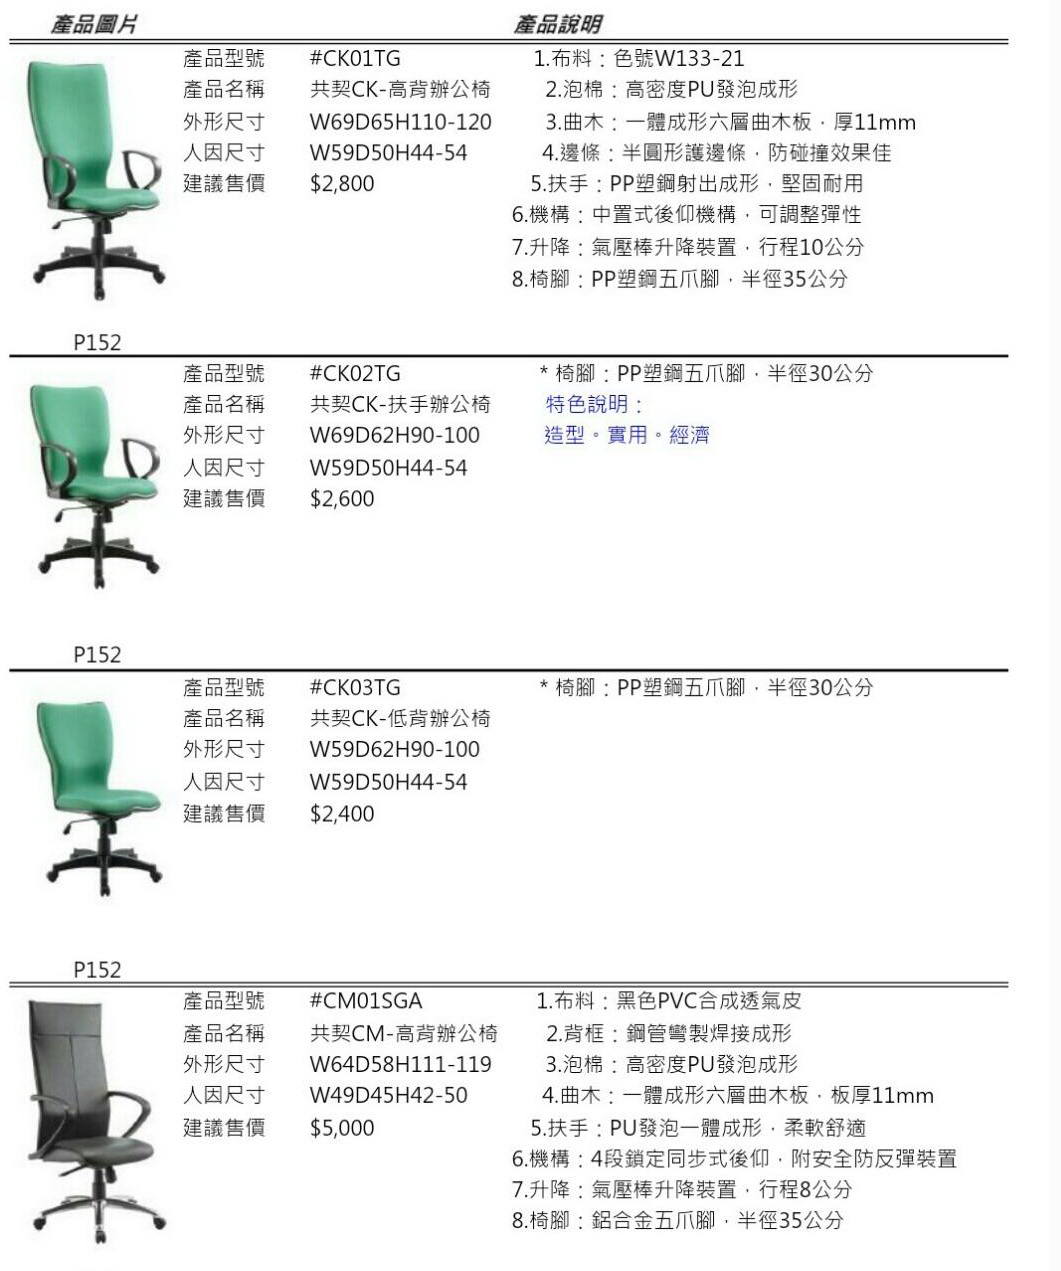 產品圖片 產品說明
產品型號 #CK01TG 1.布料：色號W133-21
產品名稱 共契CK-高背辦公椅 2.泡棉：高密度PU發泡成形
外形尺寸 W69D65H110-120 3.曲木：一體成形六層曲木板．厚11mm
人因尺寸 W59D50H44-54 4.邊條：半圓形護邊條．防碰撞效果佳
建議售價 $2,800 5.扶手：PP塑鋼射出成形．堅固耐用
6.機構：中置式後仰機構．可調整彈性
7.升降：氣壓棒升降裝置．行程10公分
8.椅腳：PP塑鋼五爪腳．半徑35公分
P152
產品型號 #CK02TG * 椅腳：PP塑鋼五爪腳．半徑30公分
產品名稱 共契CK-扶手辦公椅 特色說明：
外形尺寸 W69D62H90-100 造型。實用。經濟
人因尺寸 W59D50H44-54
建議售價 $2,600
P152
產品型號 #CK03TG * 椅腳：PP塑鋼五爪腳．半徑30公分
產品名稱 共契CK-低背辦公椅
外形尺寸 W59D62H90-100
人因尺寸 W59D50H44-54
建議售價 $2,400
P152
產品型號 #CM01SGA 1.布料：黑色PVC合成透氣皮
產品名稱 共契CM-高背辦公椅 2.背框：鋼管彎製焊接成形
外形尺寸 W64D58H111-119 3.泡棉：高密度PU發泡成形
人因尺寸 W49D45H42-50 4.曲木：一體成形六層曲木板．板厚11mm
建議售價 $5,000 5.扶手：PU發泡一體成形．柔軟舒適
6.機構：4段鎖定同步式後仰．附安全防反彈裝置
7.升降：氣壓棒升降裝置．行程8公分
8.椅腳：鋁合金五爪腳．半徑35公分